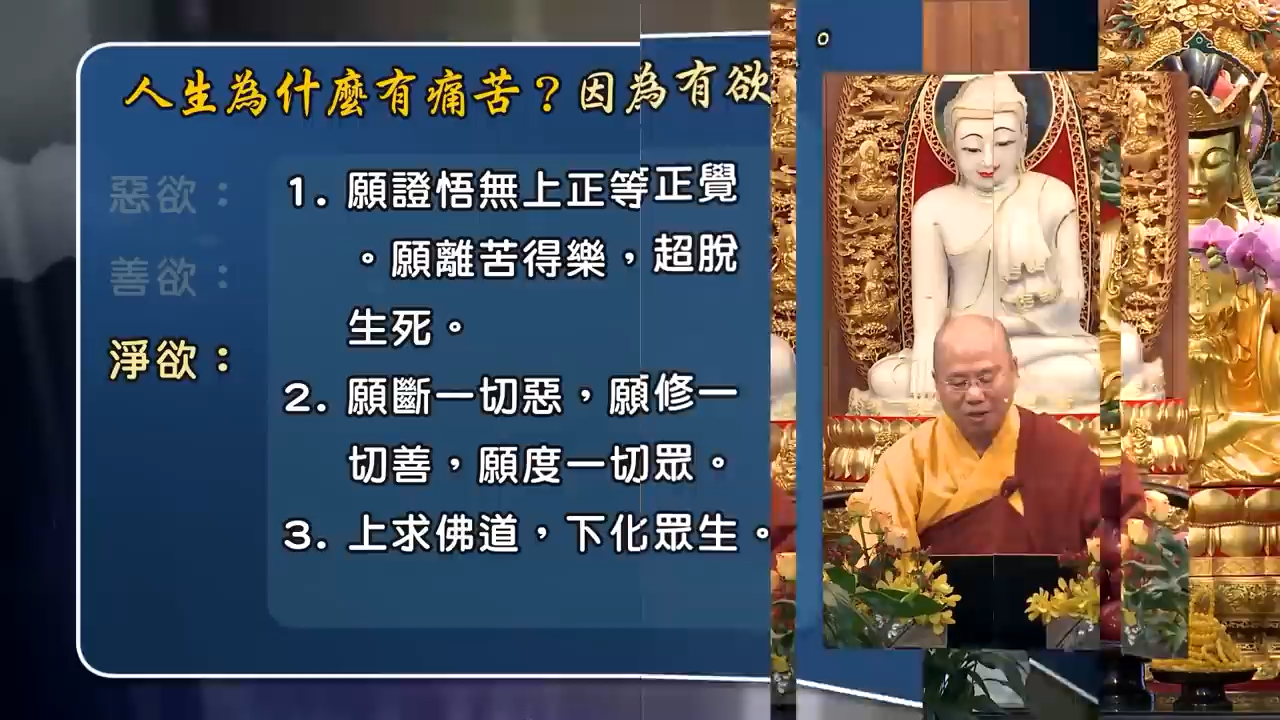 人生為什麼有痛苦？因為有欲
。
惡欲：
善欲：
淨欲：
1. 願證悟無上正等正覺
。願離苦得樂，超脫
生死。
2. 願斷一切惡，願修一
切善，願度一切眾。
3. 上求佛道，下化眾生。